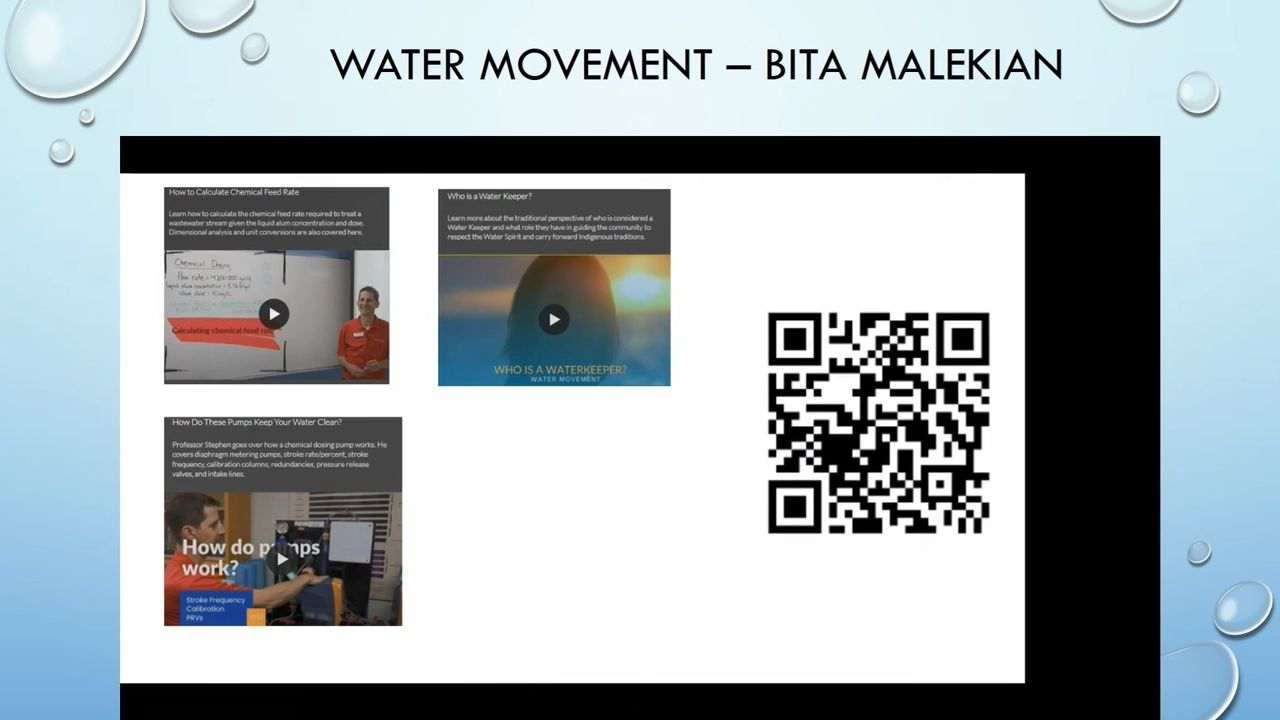 WATER MOVEMENT – BITA MALEKIAN
How to Calculate Chemical Feed Rate
Learn how to calculate the chemical feed rate required to treat a
wastewater stream given the liquid alum concentration and dose.
Dimensional analysis and unit conversions are also covered here.
Chemical Dosing
Calculating chemical feed rate
Who is a Water Keeper?
Learn more about the traditional perspective of who is considered a
Water Keeper and what role they have in guiding the community to
respect the Water Spirit and carry forward Indigenous traditions.
WHO IS A WATERKEEPER?
WATER MOVEMENT
How Do These Pumps Keep Your Water Clean?
Professor Stephen goes over how a chemical dosing pump works. He
covers diaphragm metering pumps, stroke rate/percent, stroke
frequency, calibration columns, redundancies, pressure release
valves, and intake lines.
How do pumps
work?
Stroke Frequency
Calibration
PRVs